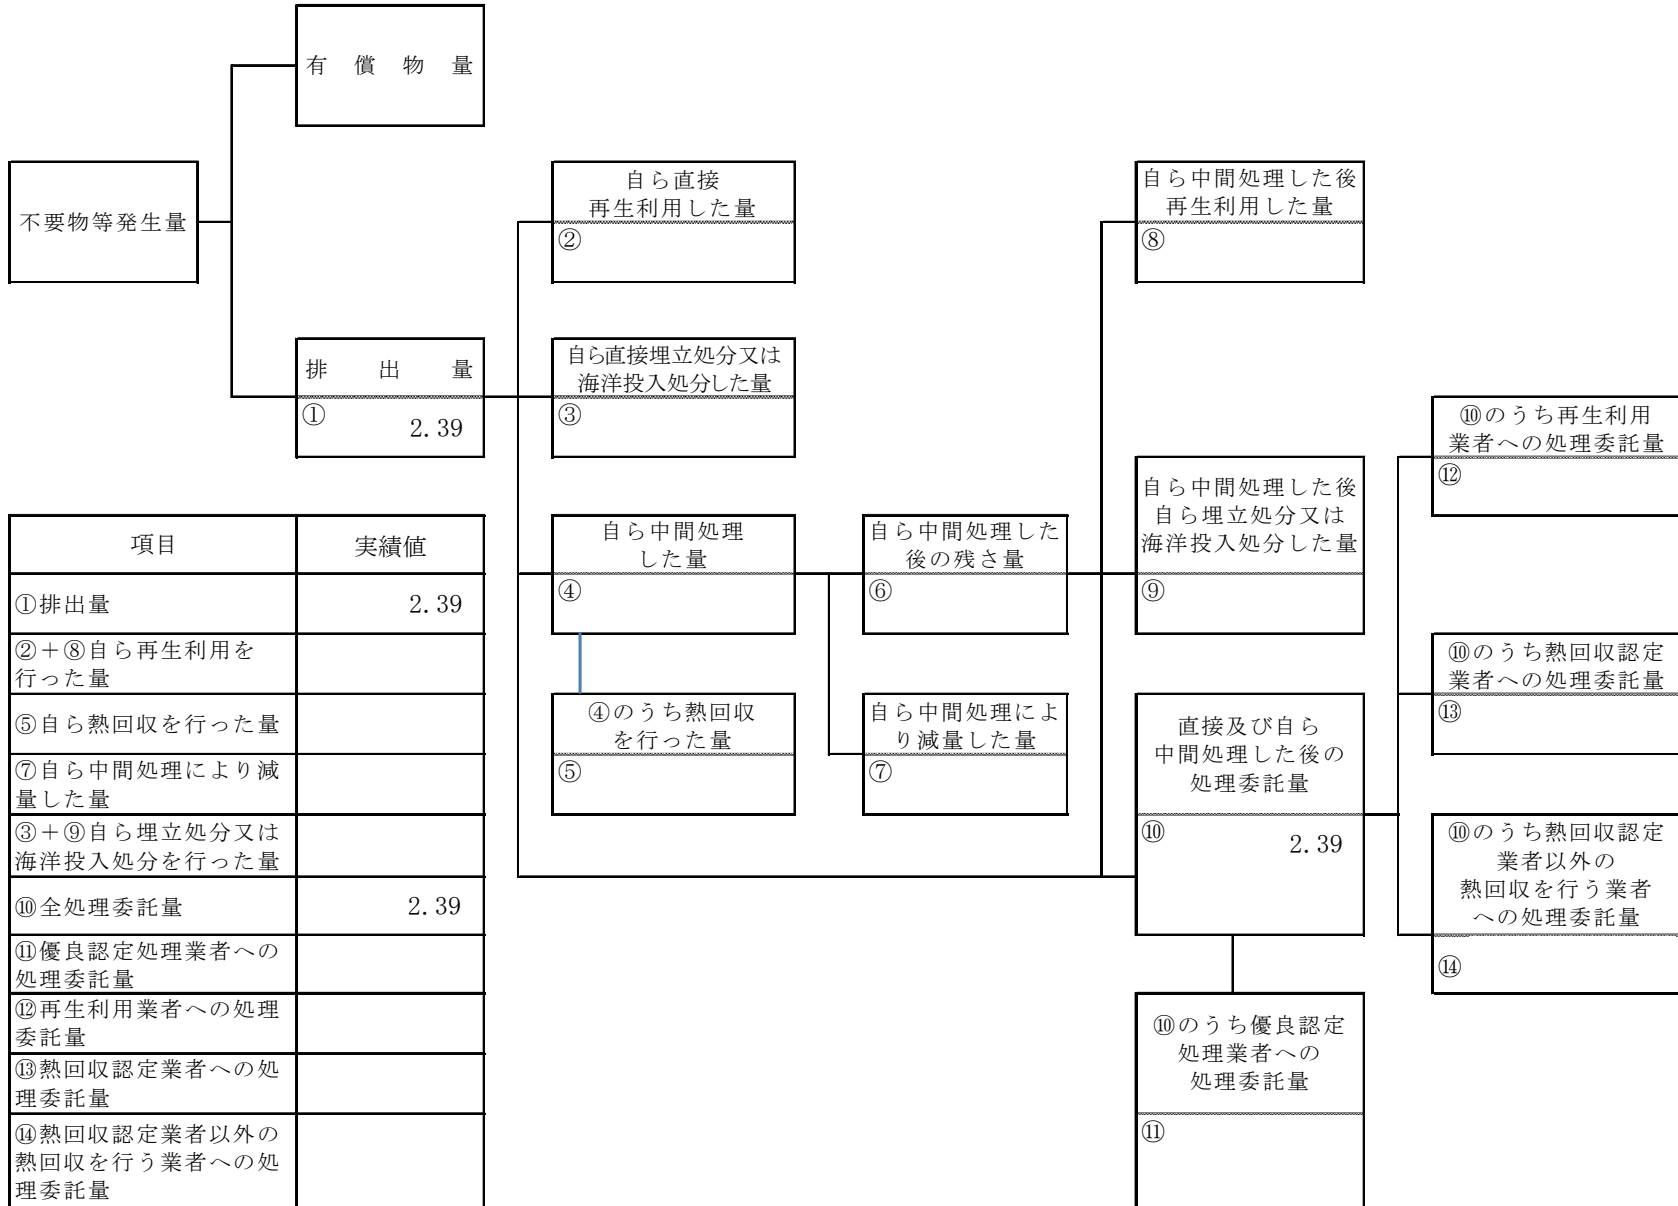 有償物量
不要物等発生量
自ら直接
再生利用した量
②
自ら中間処理した後
再生利用した量
⑧
排出量
① 2.39
自ら直接埋立処分又は
海洋投入処分した量
③
自ら中間処理した後
自ら埋立処分又は
海洋投入処分した量
⑨
⑩のうち再生利用
業者への処理委託量
⑫
自ら中間処理
した量
④
自ら中間処理した
後の残さ量
⑥
④のうち熱回収
を行った量
⑤
自ら中間処理によ
り減量した量
⑦
直接及び自ら
中間処理した後の
処理委託量
⑩ 2.39
⑩のうち熱回収認定
業者への処理委託量
⑬
⑩のうち熱回収認定
業者以外の
熱回収を行う業者
への処理委託量
⑭
⑩のうち優良認定
処理業者への
処理委託量
⑪
項目 実績値
①排出量 2.39
②+⑧自ら再生利用を
行った量
⑤自ら熱回収を行った量
⑦自ら中間処理により減
量した量
③+⑨自ら埋立処分又は
海洋投入処分を行った量
⑩全処理委託量 2.39
⑪優良認定処理業者への
処理委託量
⑫再生利用業者への処理
委託量
⑬熱回収認定業者への処
理委託量
⑭熱回収認定業者以外の
熱回収を行う業者への処
理委託量